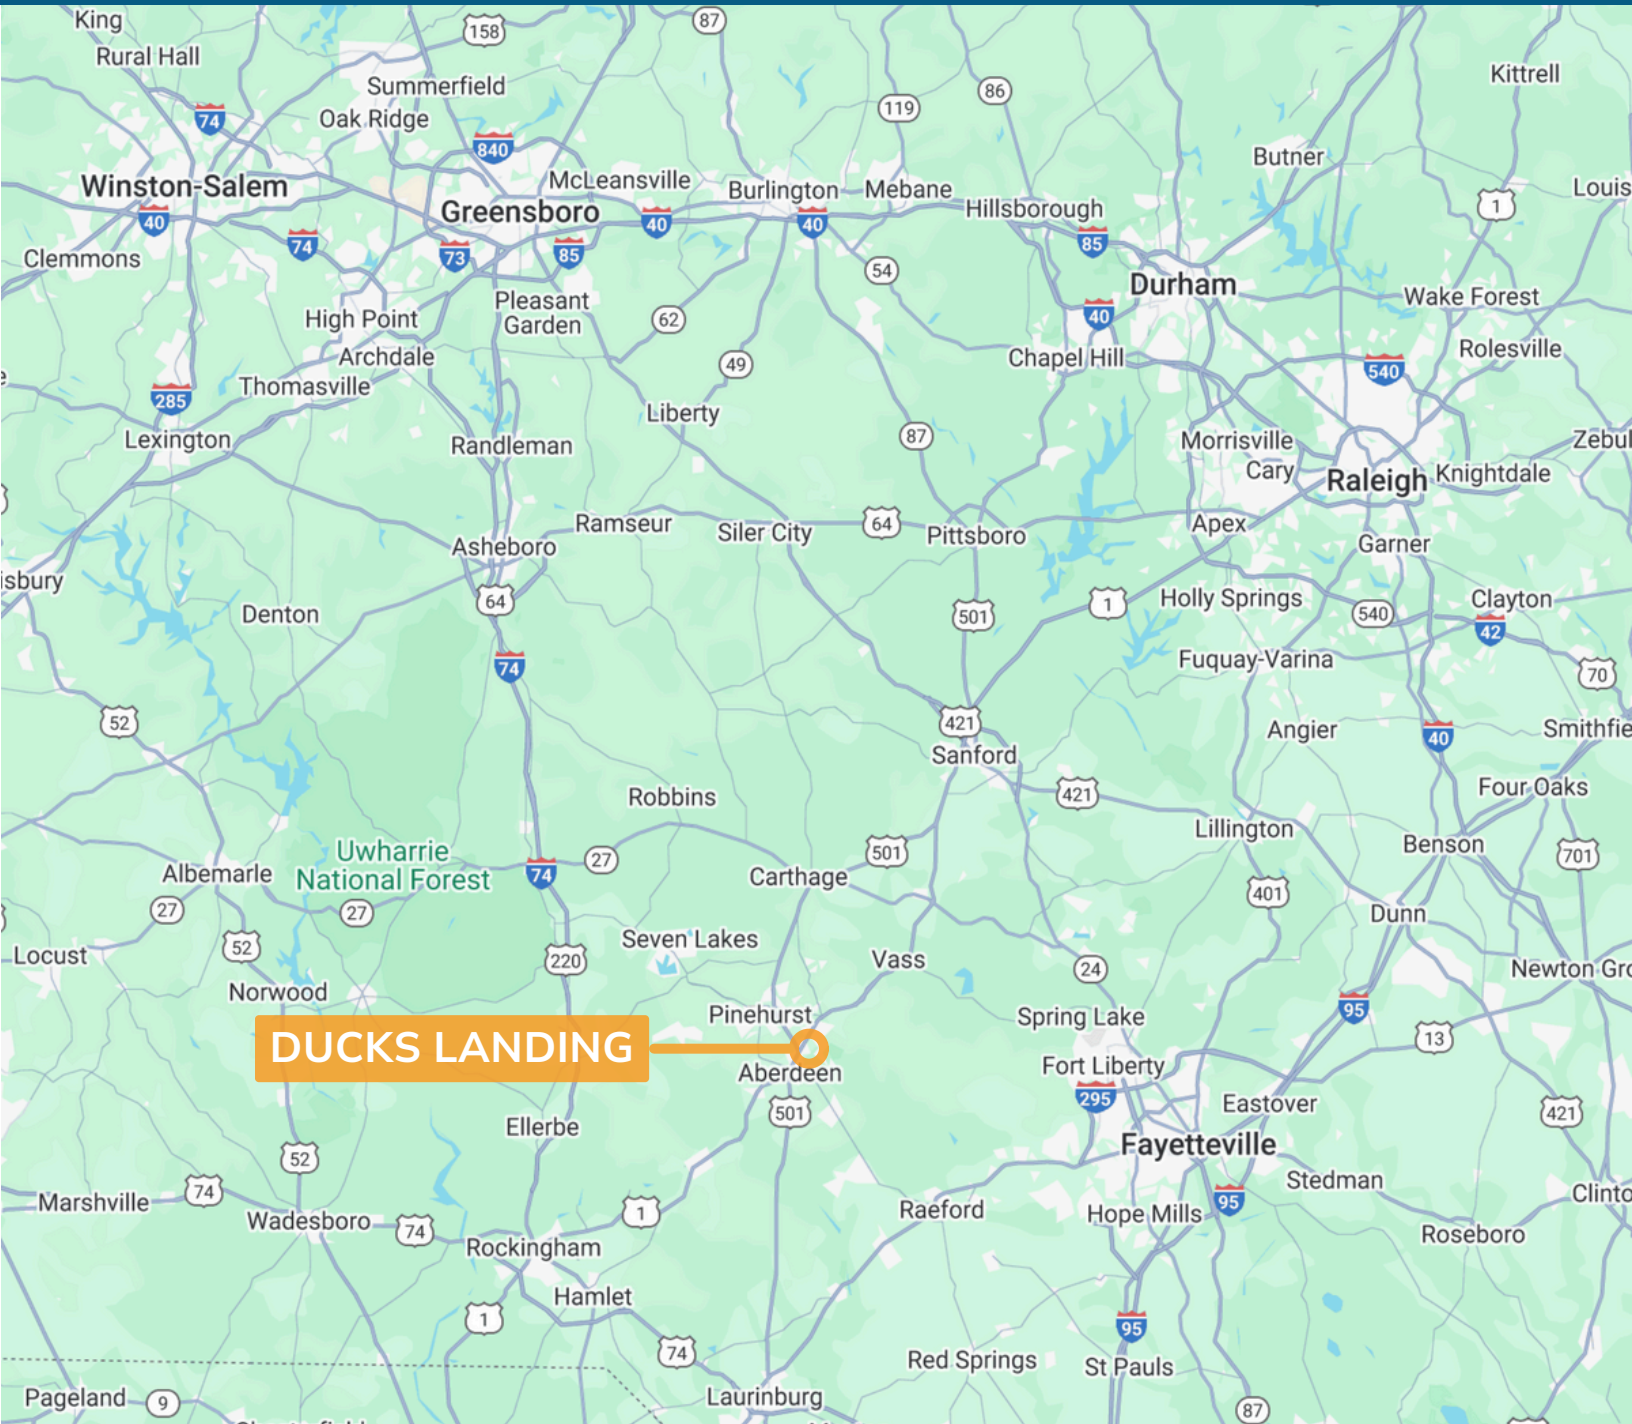 King
158
87
Rural Hall
Kittrell
Summerfield
86
119
Oak Ridge
74
840
Butner
McLeansville
Winston-Salem
Burlington
Mebane
Louis
1
Hillsborough
Greensboro
40
40
40
74
73
85
85
Clemmons
54
Durham
Pleasant
Garden
Wake Forest
High Point
62
40
Archdale
Chapel Hill
Rolesville
49
540
Thomasville
285
Liberty
Lexington
Randleman
87
Morrisville
Zebul
Cary
Raleigh
Knightdale
Ramseur
Siler City
64
Pittsboro
Apex
Asheboro
Garner
isbury
64
Denton
501
1
Holly Springs
540
Clayton
42
74
Fuquay-Varina
70
52
421
Angier
40
Smithfie
Sanford
Robbins
421
Four Oaks
Lillington
Benson
Uwharrie
National Forest
27
501
701
Albemarle
74
Carthage
401
27
27
Dunn
52
Seven Lakes
Locust
220
Vass
24
Newton Gro
Norwood
Pinehurst
Spring Lake
95
13
DUCKS LANDING
Aberdeen
Fort Liberty
295
Eastover
501
421
Ellerbe
Fayetteville
52
Stedman
74
Marshville
Clinto
95
Wadesboro
74
1
Raeford
Hope Mills
Roseboro
Rockingham
Hamlet
1
95
74
Red Springs
St Pauls
Pageland
9
Laurinburg
87